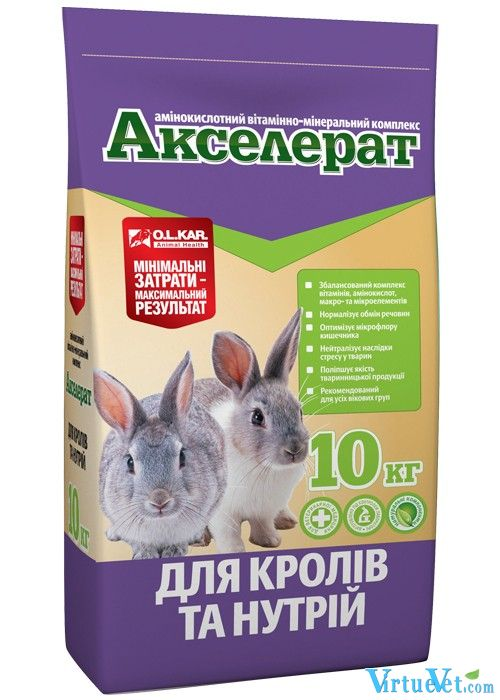 амінокислотний вітамінно-мінеральний комплекс
Акселерат
O.L.KAR.
Animal Health
МІНІМАЛЬНІ
ЗАТРАТИ –
МАКСИМАЛЬНИЙ
РЕЗУЛЬТАТ
Збалансований комплекс
вітамінів, амінокислот,
макро- та мікроелементів
Нормалізує обмін речовин
Оптимізує мікрофлору
кишечника
Нейтралізує наслідки
стресу у тварин
Поліпшує якість
тваринницької продукції
Рекомендований
для усіх вікових груп
10 кг
ДЛЯ КРОЛІВ
ТА НУТРІЙ
МІНІМАЛЬНІ
ЗАТРАТИ –
МАКСИМАЛЬНИЙ
РЕЗУЛЬТАТ
Акселерат
ДЛЯ КРОЛІВ
ТА НУТРІЙ
10 кг
VirtueVet.com